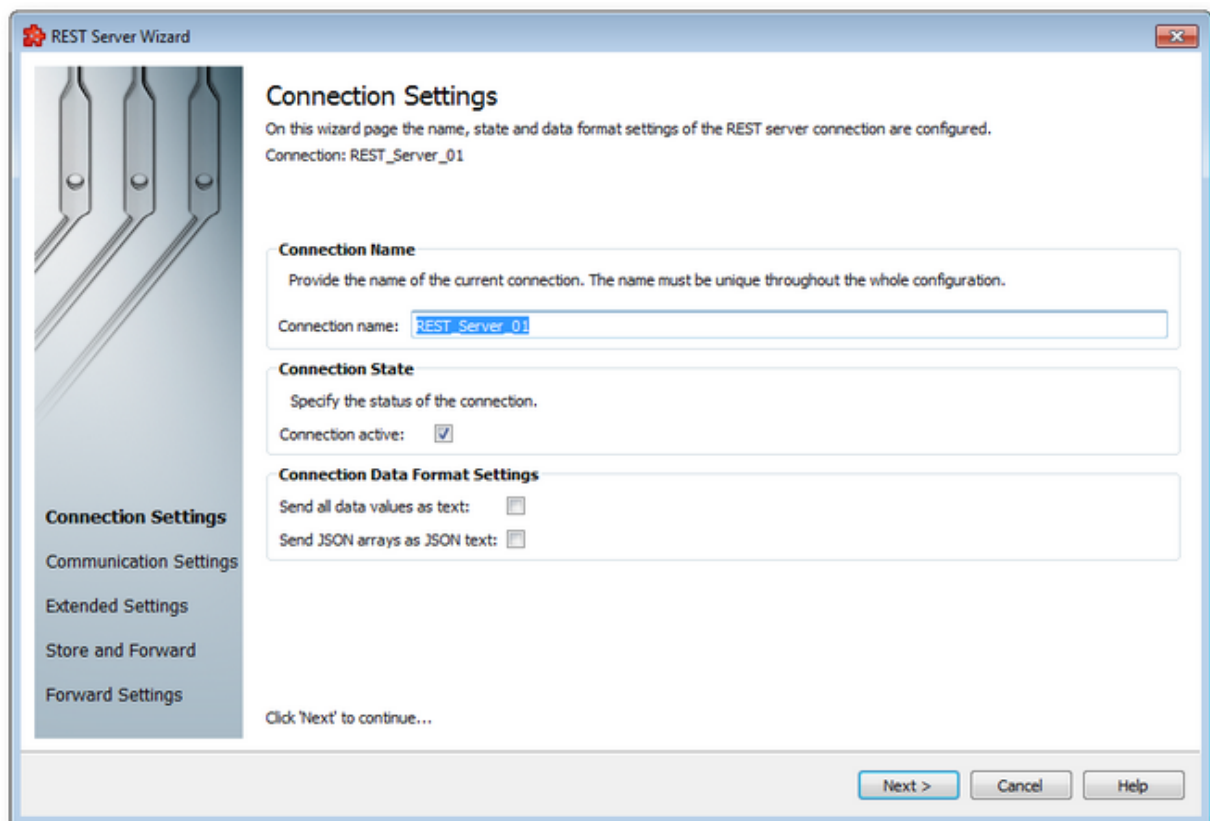 REST Server Wizard
Connection Settings
On this wizard page the name, state and data format settings of the REST server connection are configured.
Connection: REST_Server_01
Connection Name
Provide the name of the current connection. The name must be unique throughout the whole configuration.
Connection name: REST_Server_01
Connection State
Specify the status of the connection.
Connection active:
Connection Data Format Settings
Send all data values as text:
Send JSON arrays as JSON text:
Connection Settings
Communication Settings
Extended Settings
Store and Forward
Forward Settings
Click 'Next' to continue...
Next >
Cancel
Help